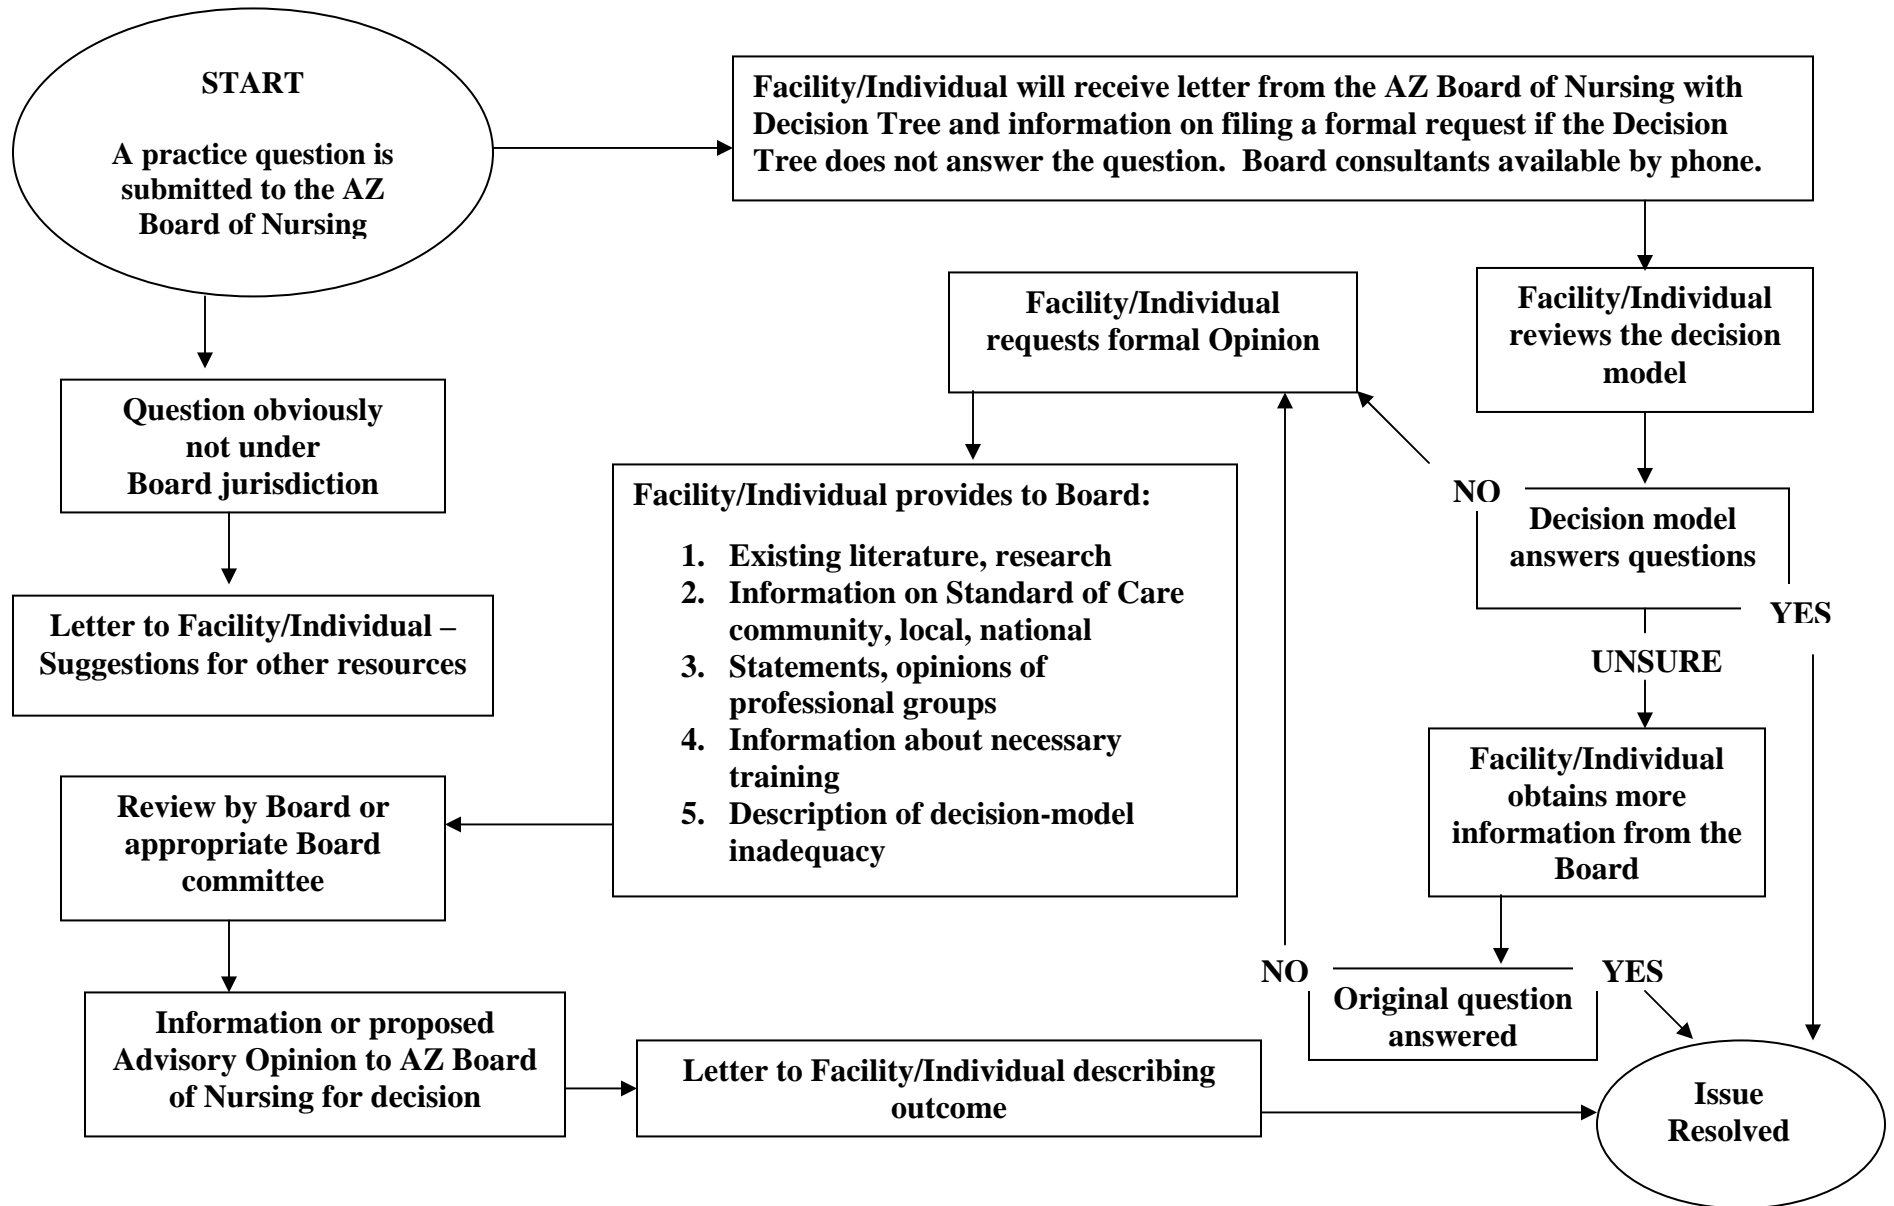 START
A practice question is
submitted to the AZ
Board of Nursing
Facility/Individual will receive letter from the AZ Board of Nursing with
Decision Tree and information on filing a formal request if the Decision
Tree does not answer the question.  Board consultants available by phone.
Facility/Individual
reviews the decision
model
Facility/Individual
requests formal Opinion
Question obviously
not under
Board jurisdiction
Letter to Facility/Individual –
Suggestions for other resources
NO
Decision model
answers questions
YES
UNSURE
Facility/Individual
obtains more
information from the
Board
Facility/Individual provides to Board:
1. Existing literature, research
2. Information on Standard of Care
community, local, national
3. Statements, opinions of
professional groups
4. Information about necessary
training
5. Description of decision-model
inadequacy
Review by Board or
appropriate Board
committee
NO
YES
Original question
answered
Information or proposed
Advisory Opinion to AZ Board
of Nursing for decision
Letter to Facility/Individual describing
outcome
Issue
Resolved